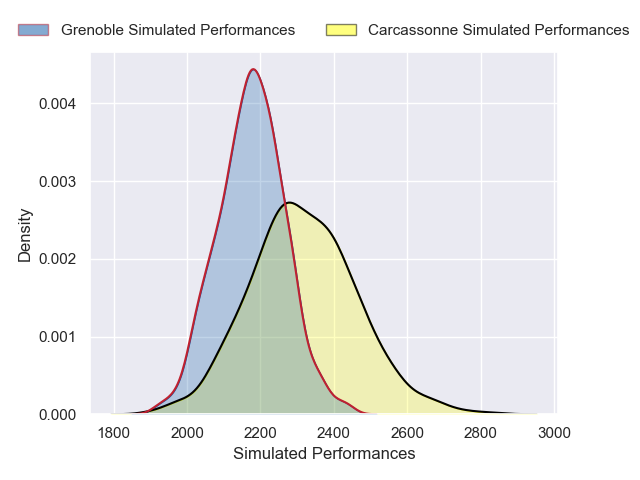 Grenoble Simulated Performances
Carcassonne Simulated Performances
0.004
0.003
0.002
0.001
0.000
Density
1800 2000 2200 2400 2600 2800 3000
Simulated Performances